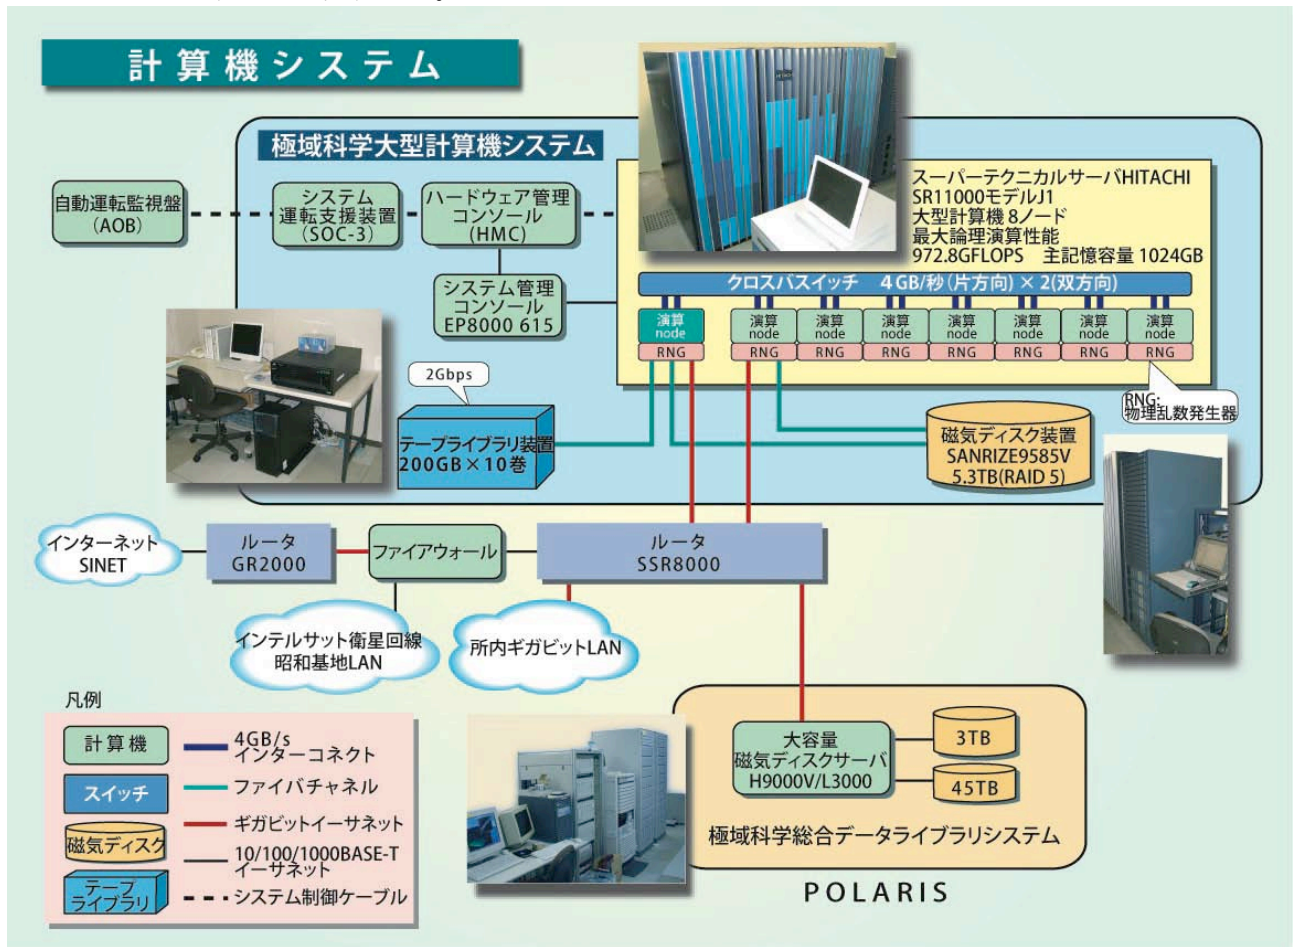 計算機システム
極域科学大型計算機システム
自動運転監視盤
(AOB)
システム
運転支援装置
(SOC-3)
ハードウェア管理
コンソール
(HMC)
システム管理
コンソール
EP8000 615
スーパーテクニカルサーバHITACHI
SR11000モデルJ1
大型計算機 8ノード
最大論理演算性能
972.8GFLOPS 主記憶容量 1024GB
クロスバスイッチ 4GB/秒(片方向)×2(双方向)
演算 演算 演算 演算 演算 演算 演算 演算
node node node node node node node node
RNG RNG RNG RNG RNG RNG RNG RNG
RNG:
物理乱数発生器
2Gbps
テープライブラリ装置
200GB×10巻
磁気ディスク装置
SANRIZE9585V
5.3TB(RAID 5)
インターネット
SINET
ルータ
GR2000
ファイアウォール
ルータ
SSR8000
インテルサット衛星回線
昭和基地LAN
所内ギガビットLAN
凡例
計算機
4GB/s
インターコネクト
スイッチ
ファイバチャネル
磁気ディスク
ギガビットイーサネット
10/100/1000BASE-T
イーサネット
テープ
ライブラリ
システム制御ケーブル
大容量
磁気ディスクサーバ
H9000V/L3000
3TB
45TB
極域科学総合データライブラリシステム
POLARIS